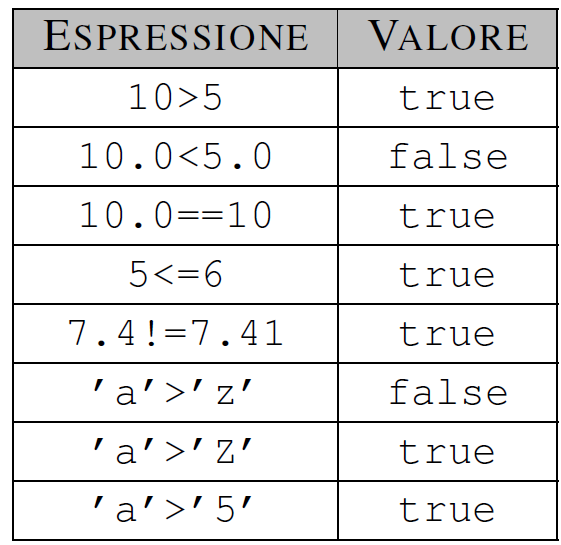 ESPRESSIONE VALORE
10>5 true
10.0<5.0 false
10.0==10 true
5<=6 true
7.4!=7.41 true
’a’>’z’ false
’a’>’Z’ true
’a’>’5’ true